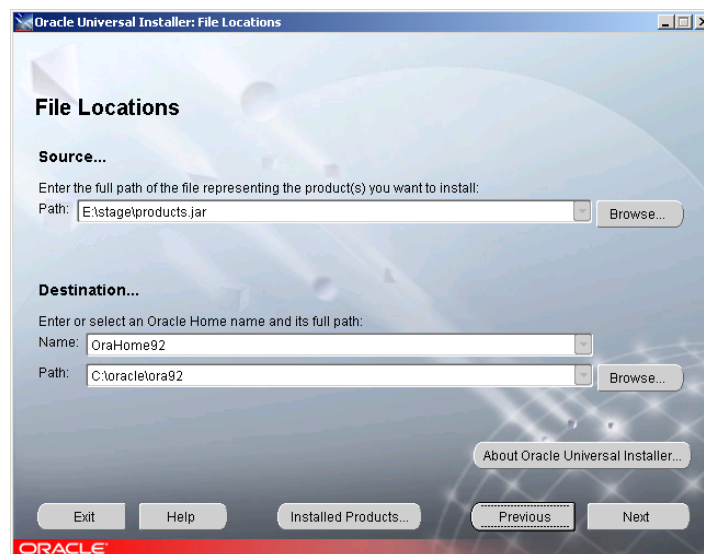 Oracle Universal Installer: File Locations
File Locations
Source...
Enter the full path of the file representing the product(s) you want to install:
Path: E:\stage\products.jar Browse...
Destination...
Enter or select an Oracle Home name and its full path:
Name: OraHome92
Path: C:\oracle\ora92 Browse...
About Oracle Universal Installer...
Exit Help Installed Products... Previous Next
ORACLE